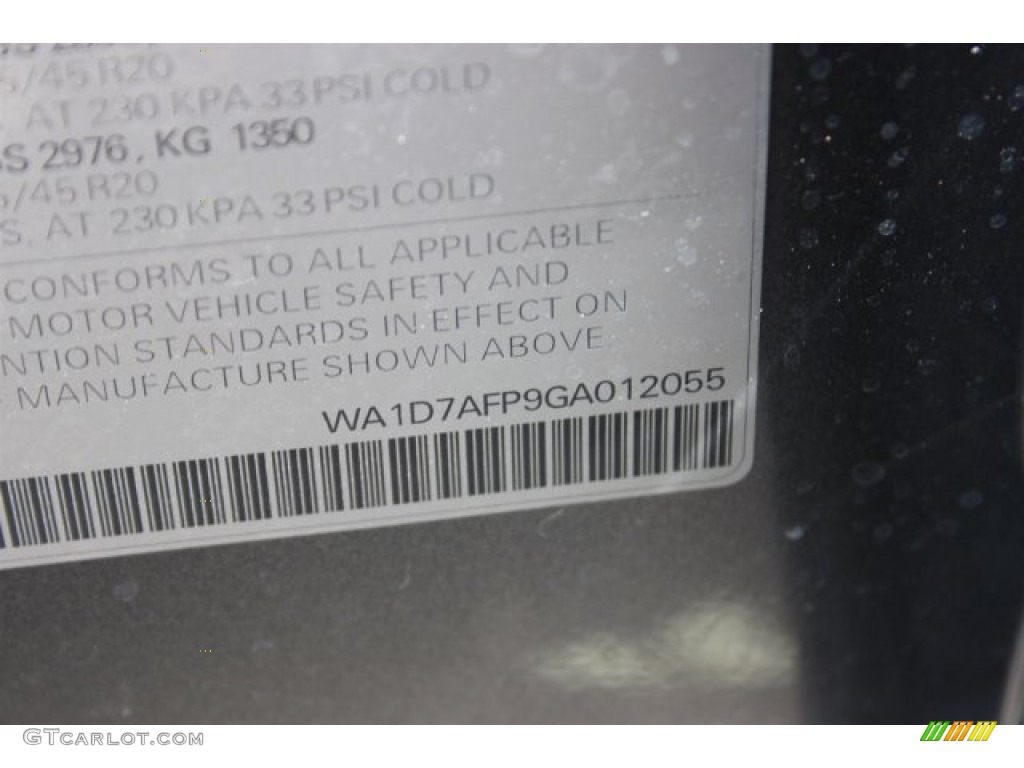 /45 R20
AT 230 KPA 33 PSI COLD
2976, KG 1350
/45 R20
S. AT 230 KPA 33 PSI COLD
CONFORMS TO ALL APPLICABLE
MOTOR VEHICLE SAFETY AND
NTION STANDARDS IN EFFECT ON
MANUFACTURE SHOWN ABOVE
WA1D7AFP9GA012055
GTCARLOT.COM